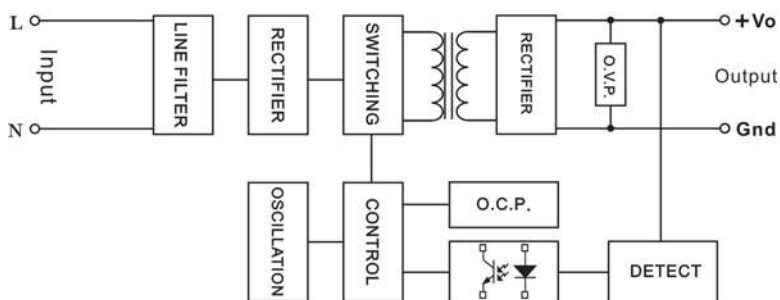 L
N
Input
LINE FILTER
RECTIFIER
SWITCHING
RECTIFIER
O.V.P.
+Vo
Output
Gnd
OSCILLATION
CONTROL
O.C.P.
DETECT